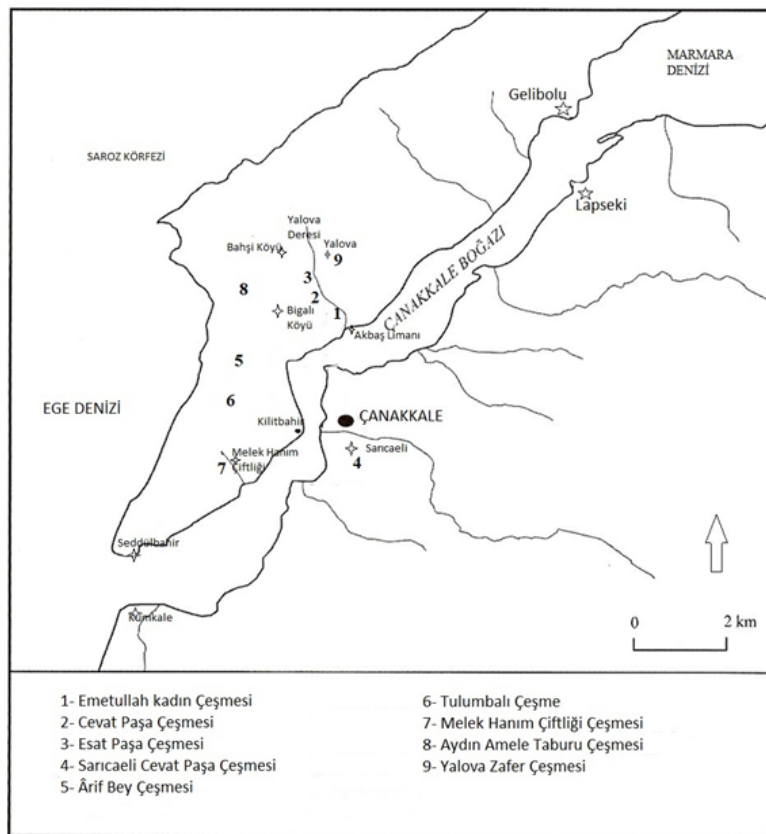 MARMARA
DENİZİ
Gelibolu
SAROZ KÖRFEZİ
Lapseki
Yalova
Deresi
Bahşi Köyü
Yalova
9
3
8
2
ÇANAKKALE BOĞAZI
Bigalı
Köyü
1
Akbaş Limanı
5
6
EGE DENİZİ
Kilitbahir
ÇANAKKALE
Melek Hanım
Çiftliği
7
Sarıcaeli
4
Seddülbahir
Kumkale
0 2 km
1- Emetullah kadın Çeşmesi
2- Cevat Paşa Çeşmesi
3- Esat Paşa Çeşmesi
4- Sarıcaeli Cevat Paşa Çeşmesi
5- Ârif Bey Çeşmesi
6- Tulumbalı Çeşme
7- Melek Hanım Çiftliği Çeşmesi
8- Aydın Amele Taburu Çeşmesi
9- Yalova Zafer Çeşmesi